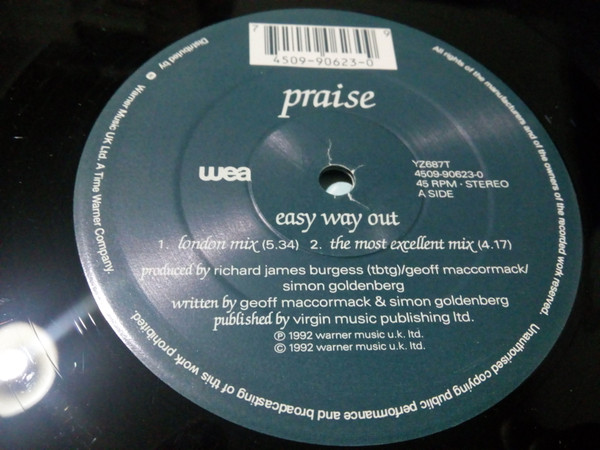 7 9
4509-90623-0
praise
wea
YZ687T
4509-90623-0
45 RPM · STEREO
A SIDE
easy way out
1. london mix (5.34) 2. the most excellent mix (4.17)
produced by richard james burgess (tbtg)/geoff maccormack/
simon goldenberg
written by geoff maccormack & simon goldenberg
published by virgin music publishing ltd.
℗ 1992 warner music u.k. ltd.
© 1992 warner music u.k. ltd.
Distributed by Warner Music UK Ltd. A Time Warner Company.
All rights of the manufacturers and of the owners of the recorded work reserved. Unauthorised copying public performance and broadcasting of this work prohibited.